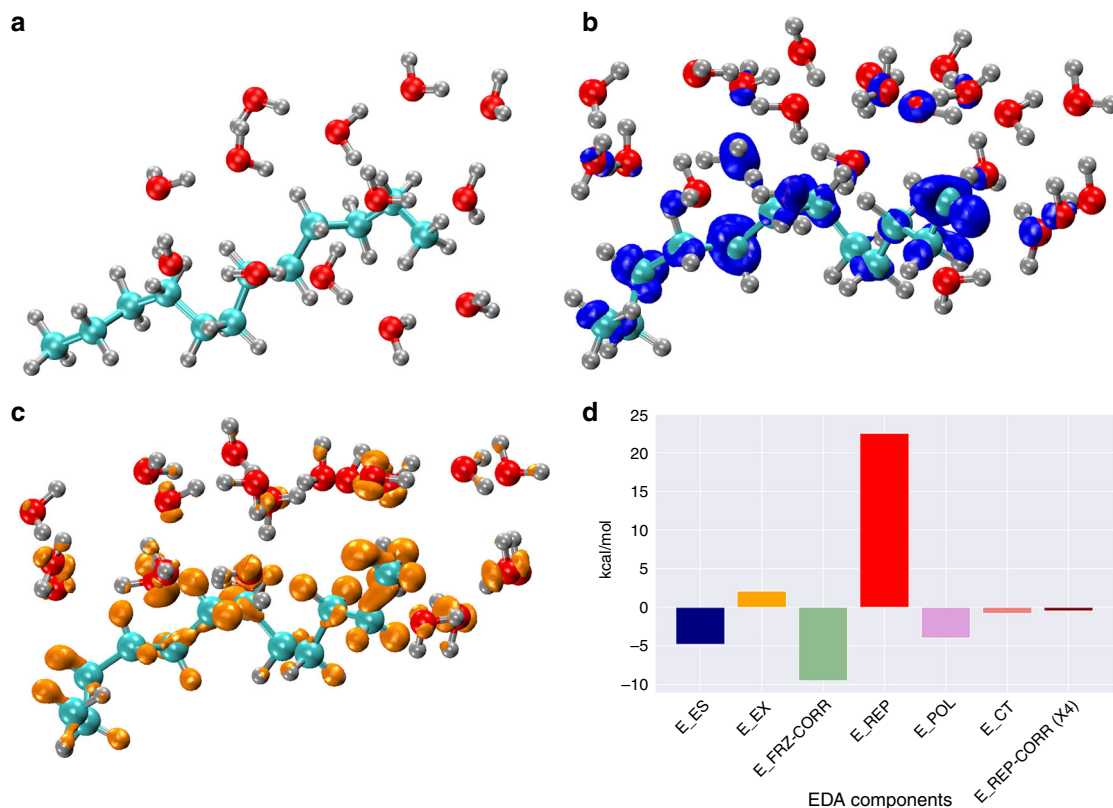 a
b
c
d
25
20
15
10
5
0
−5
−10
kcal/mol
E_ES
E_EX
E_FRZ-CORR
E_REP
E_POL
E_CT
E_REP-CORR (X4)
EDA components